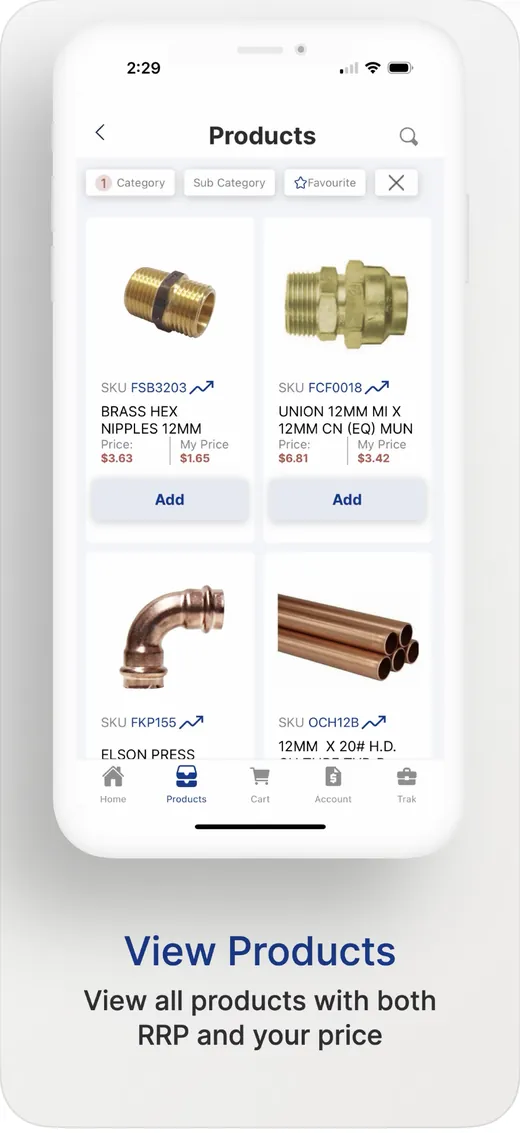 2:29
Products
1 Category
Sub Category
Favourite
SKU FSB3203
BRASS HEX
NIPPLES 12MM
Price:
$3.63
My Price
$1.65
Add
SKU FCF0018
UNION 12MM MI X
12MM CN (EQ) MUN
Price:
$6.81
My Price
$3.42
Add
SKU FKP155
ELSON PRESS
SKU OCH12B
12MM X 20# H.D.
Home
Products
Cart
Account
Trak
View Products
View all products with both
RRP and your price